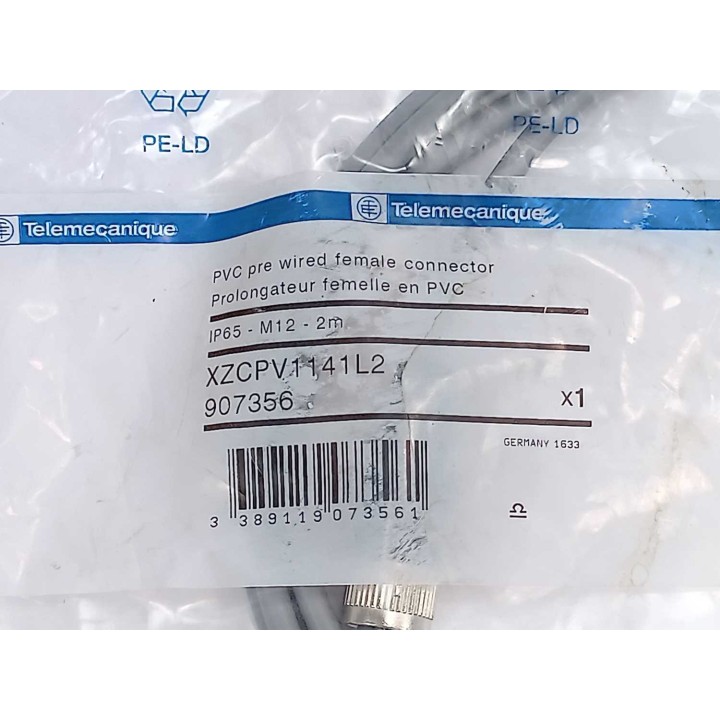 PE-LD
PE-LD
Telemecanique
Telemecanique
PVC pre wired female connector
Prolongateur femelle en PVC
IP65 - M12 - 2m
XZCPV1141L2
907356
x1
GERMANY 1633
3 389119 073561